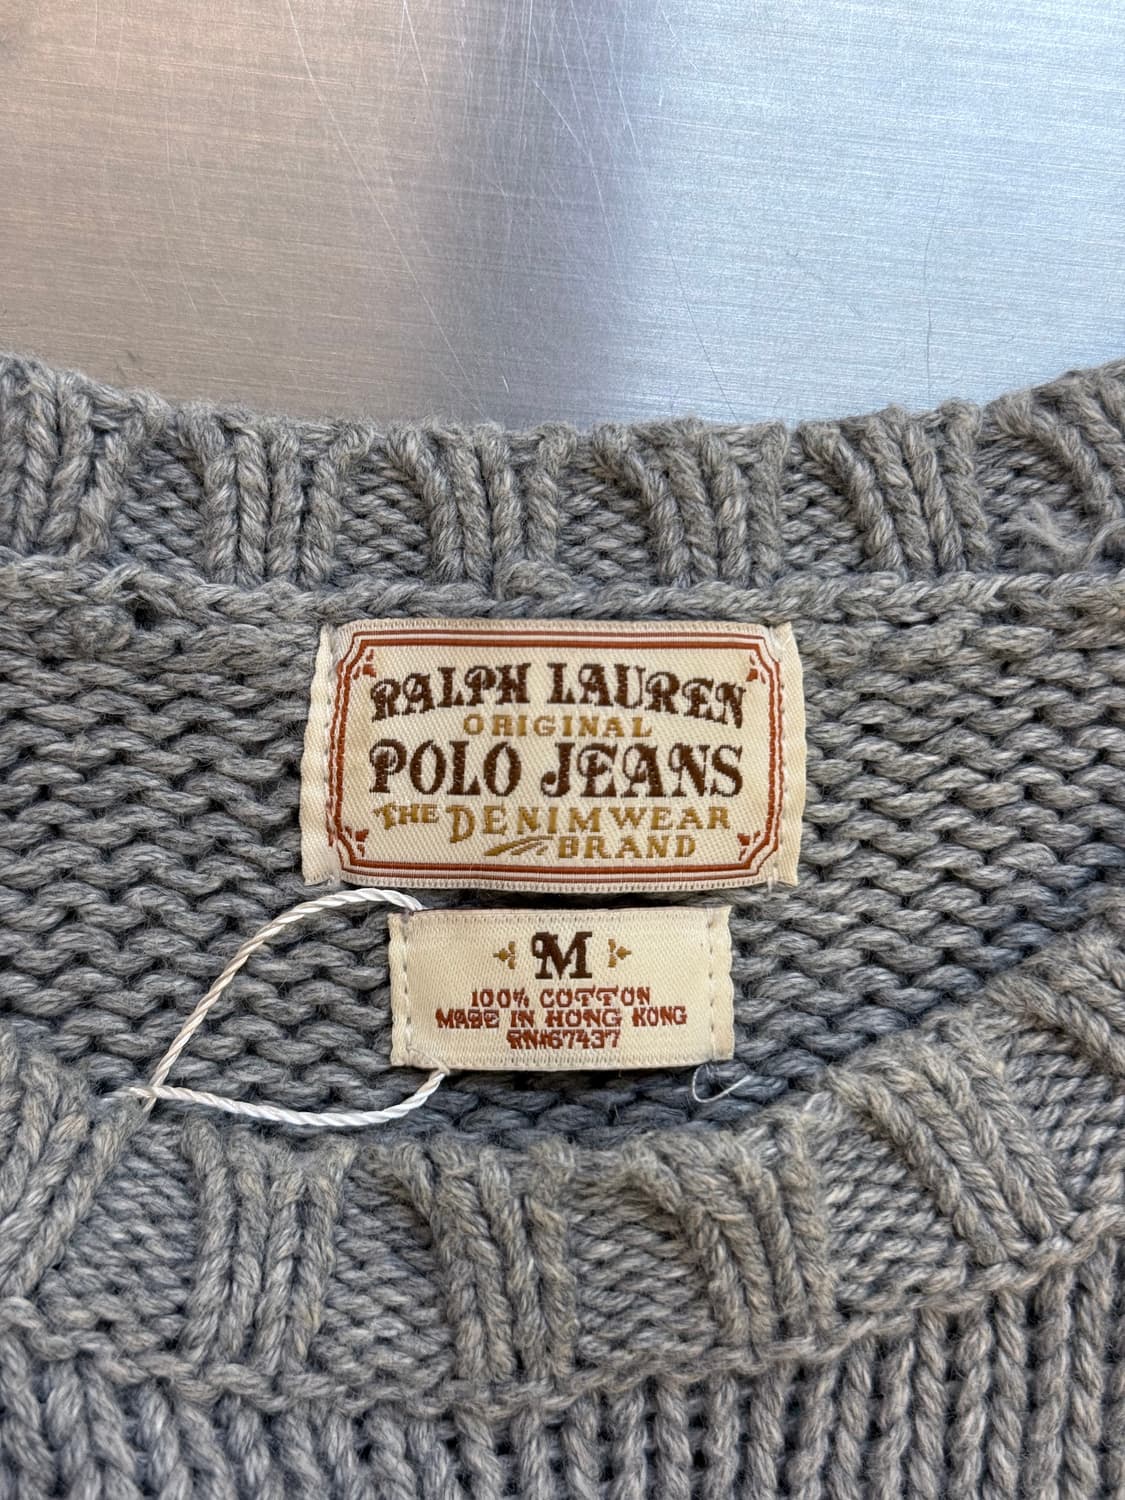 RALPH LAUREN
ORIGINAL
POLO JEANS
THE DENIMWEAR
BRAND
M
100% COTTON
MADE IN HONG KONG
RN#67437